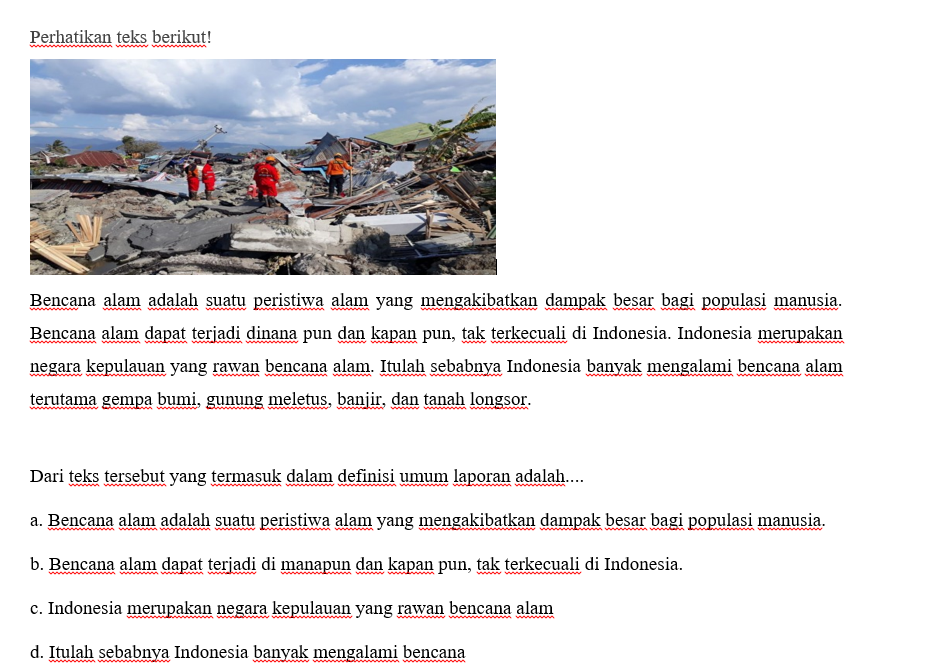 Perhatikan teks berikut!
Bencana alam adalah suatu peristiwa alam yang mengakibatkan dampak besar bagi populasi manusia.
Bencana alam dapat terjadi dinana pun dan kapan pun, tak terkecuali di Indonesia. Indonesia merupakan
negara kepulauan yang rawan bencana alam. Itulah sebabnya Indonesia banyak mengalami bencana alam
terutama gempa bumi, gunung meletus, banjir, dan tanah longsor.
Dari teks tersebut yang termasuk dalam definisi umum laporan adalah....
a. Bencana alam adalah suatu peristiwa alam yang mengakibatkan dampak besar bagi populasi manusia.
b. Bencana alam dapat terjadi di manapun dan kapan pun, tak terkecuali di Indonesia.
c. Indonesia merupakan negara kepulauan yang rawan bencana alam
d. Itulah sebabnya Indonesia banyak mengalami bencana